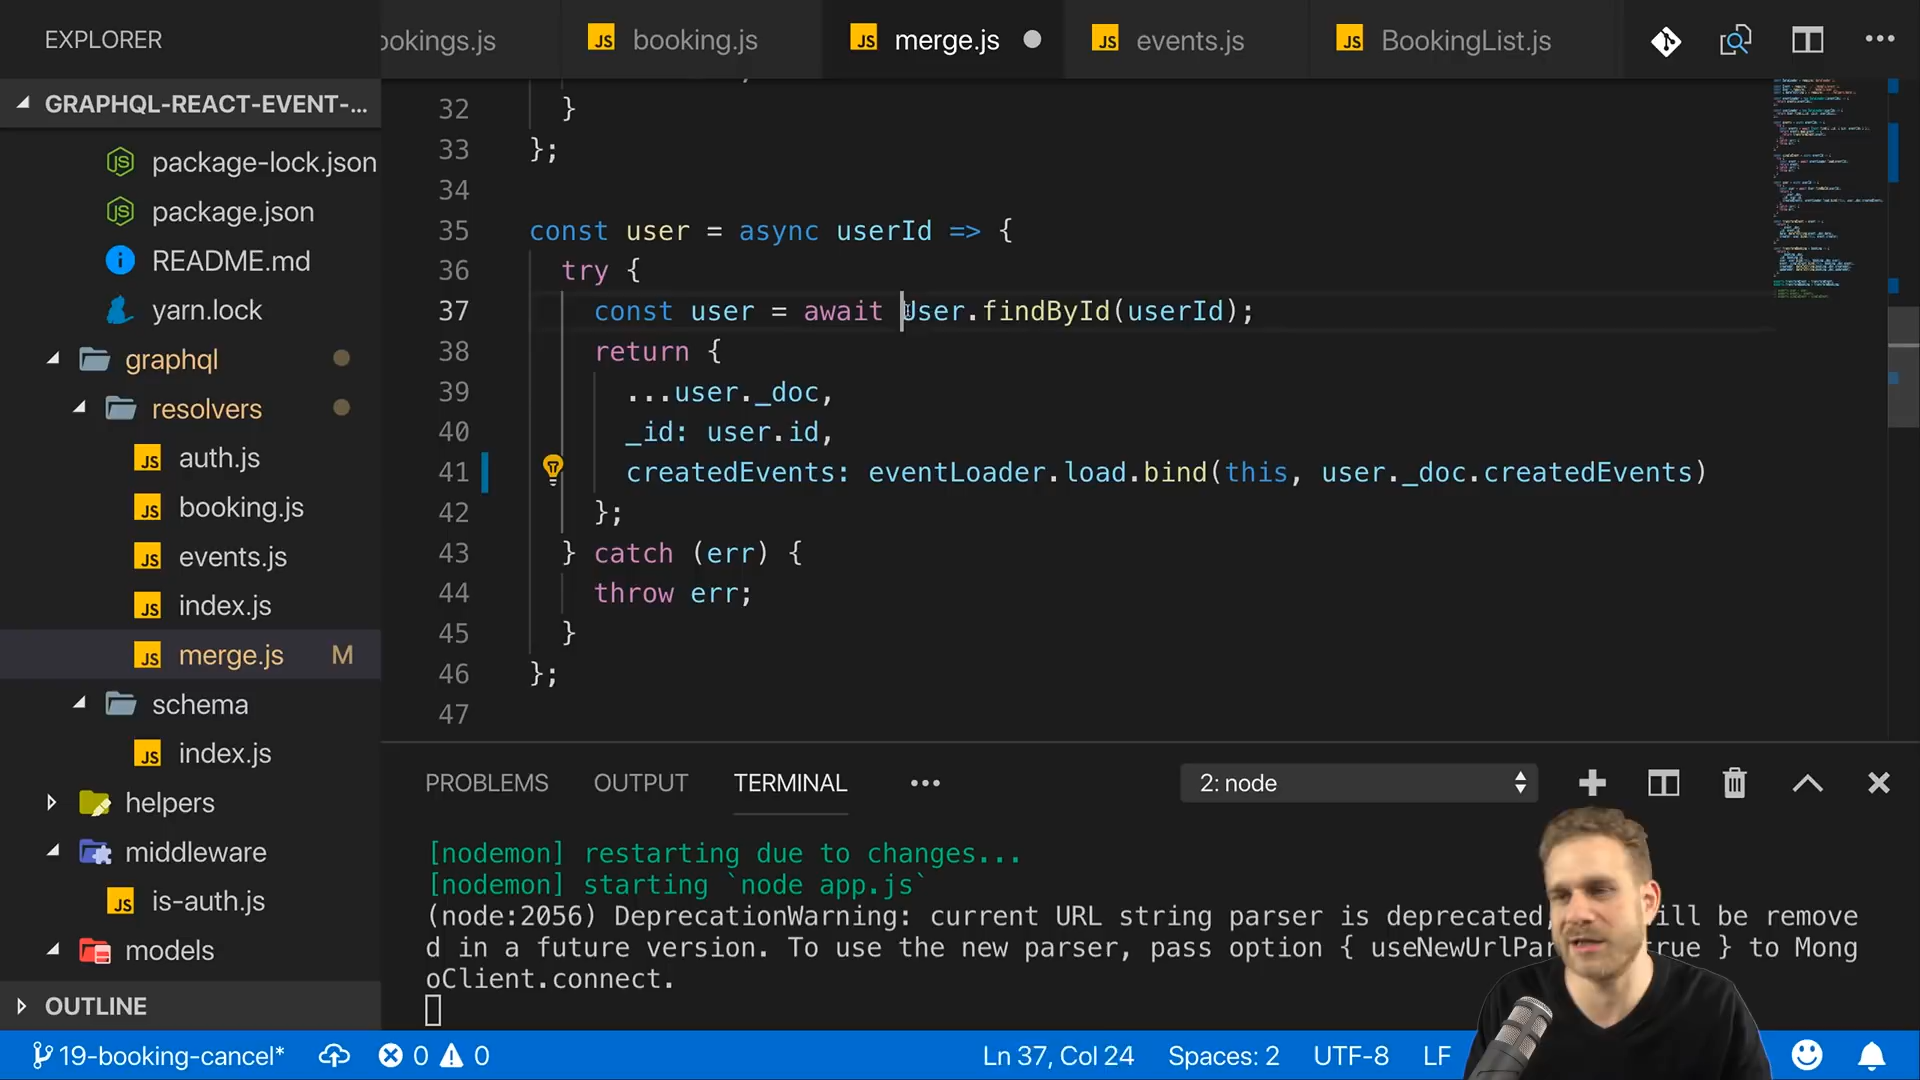 EXPLORER
ookings.js
JS booking.js
JS merge.js
JS events.js
JS BookingList.js
GRAPHQL-REACT-EVENT-...
package-lock.json
package.json
README.md
yarn.lock
graphql
resolvers
JS auth.js
JS booking.js
JS events.js
JS index.js
JS merge.js M
schema
JS index.js
helpers
middleware
JS is-auth.js
models
OUTLINE
32 }
33 };
34
35 const user = async userId => {
36 try {
37 const user = await User.findById(userId);
38 return {
39 ...user._doc,
40 _id: user.id,
41 createdEvents: eventLoader.load.bind(this, user._doc.createdEvents)
42 };
43 } catch (err) {
44 throw err;
45 }
46 };
47
PROBLEMS OUTPUT TERMINAL ••• 2: node
[nodemon] restarting due to changes...
[nodemon] starting `node app.js`
(node:2056) DeprecationWarning: current URL string parser is deprecated, ill be remove
d in a future version. To use the new parser, pass option { useNewUrlPar true } to Mong
oClient.connect.
19-booking-cancel* 0 0 Ln 37, Col 24 Spaces: 2 UTF-8 LF